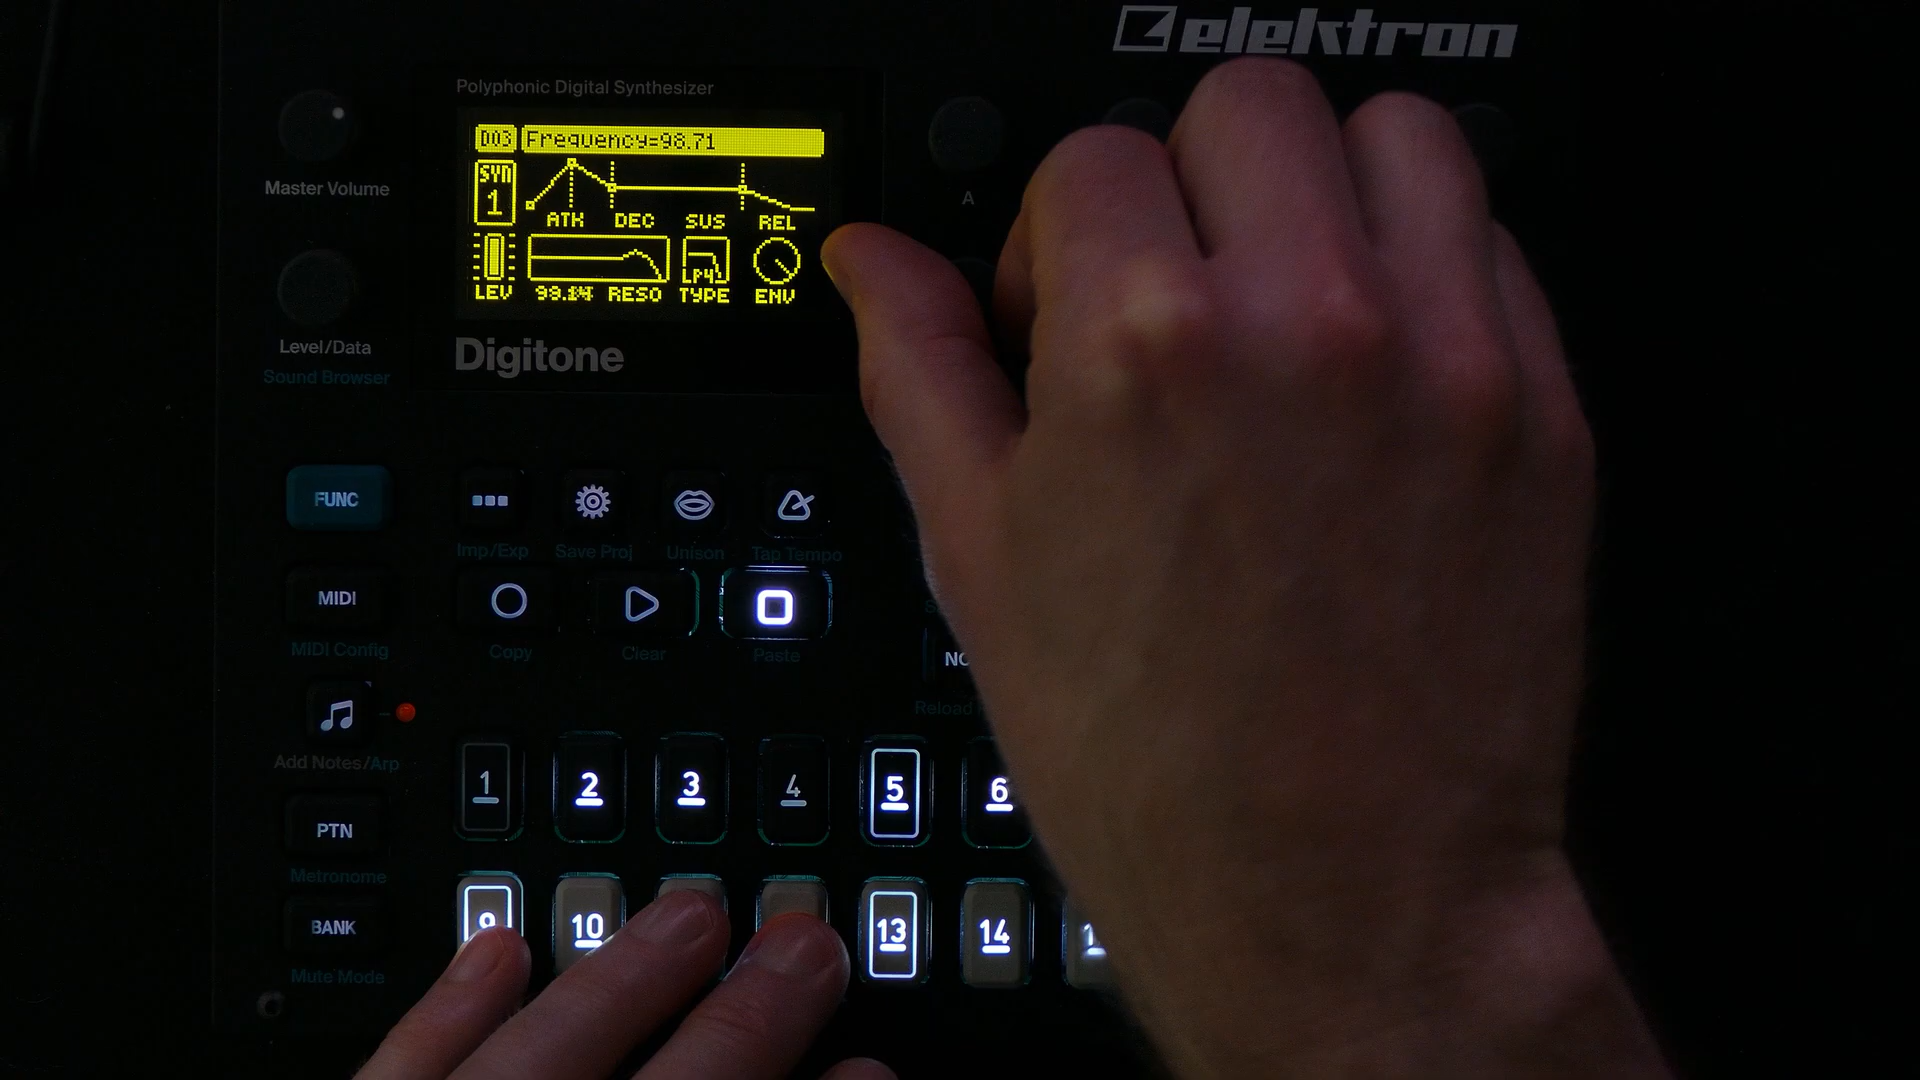 elektron
Polyphonic Digital Synthesizer
D03 Frequency=98.71
SYN
1
ATK DEC SUS REL
LP4
LEV RESO TYPE ENV
Master Volume
A
Level/Data
Sound Browser
Digitone
FUNC
Imp/Exp Save Proj Unison Tap Tempo
MIDI
MIDI Config
Copy Clear Paste
Add Notes/Arp
Reload
1 2 3 4 5 6
PTN
Metronome
9 10 13 14
BANK
Mute Mode